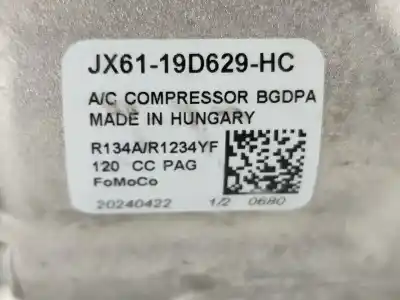 JX61-19D629-HC
A/C COMPRESSOR BGDPA
MADE IN HUNGARY
R134A/R1234YF
120 CC PAG
FoMoCo
20240422 1/2 0680